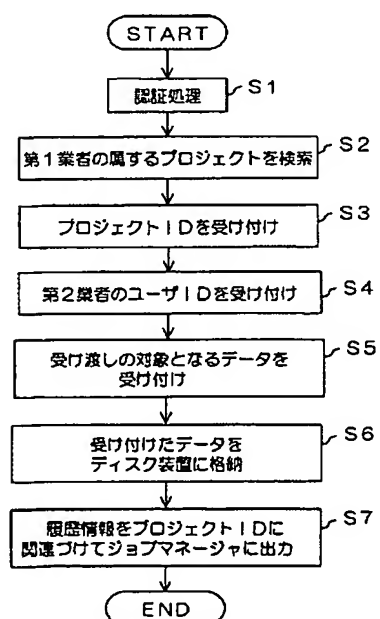 START
認証処理
S1
第1業者の属するプロジェクトを検索
S2
プロジェクトIDを受け付け
S3
第2業者のユーザIDを受け付け
S4
受け渡しの対象となるデータを
受け付け
S5
受け付けたデータを
ディスク装置に格納
S6
履歴情報をプロジェクトIDに
関連づけてジョブマネージャに出力
S7
END